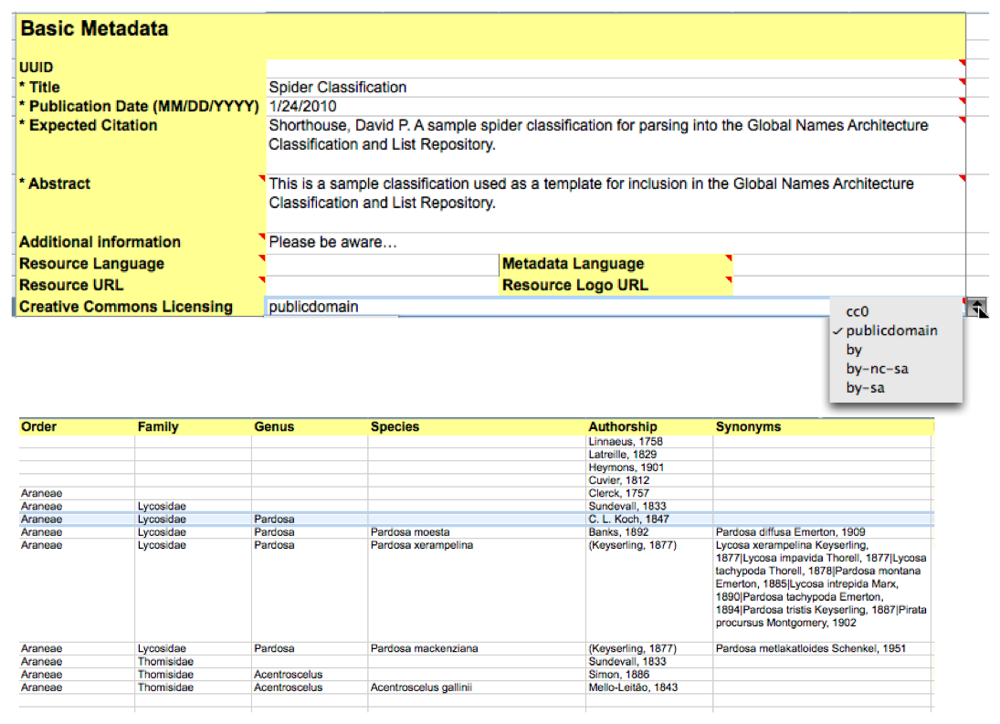 Basic Metadata
UUID
* Title Spider Classification
* Publication Date (MM/DD/YYYY) 1/24/2010
* Expected Citation Shorthouse, David P. A sample spider classification for parsing into the Global Names Architecture
Classification and List Repository.
* Abstract This is a sample classification used as a template for inclusion in the Global Names Architecture
Classification and List Repository.
Additional information Please be aware…
Resource Language Metadata Language
Resource URL Resource Logo URL
Creative Commons Licensing publicdomain
cc0
✓ publicdomain
by
by-nc-sa
by-sa
Order Family Genus Species Authorship Synonyms
Linnaeus, 1758
Latreille, 1829
Heymons, 1901
Cuvier, 1812
Araneae Clerck, 1757
Araneae Lycosidae Sundevall, 1833
Araneae Lycosidae Pardosa C. L. Koch, 1847
Araneae Lycosidae Pardosa Pardosa moesta Banks, 1892 Pardosa diffusa Emerton, 1909
Araneae Lycosidae Pardosa Pardosa xerampelina (Keyserling, 1877) Lycosa xerampelina Keyserling,
1877|Lycosa impavida Thorell, 1877|Lycosa
tachypoda Thorell, 1878|Pardosa montana
Emerton, 1885|Lycosa intrepida Marx,
1890|Pardosa tachypoda Emerton,
1894|Pardosa tristis Keyserling, 1887|Pirata
procursus Montgomery, 1902
Araneae Lycosidae Pardosa Pardosa mackenziana (Keyserling, 1877) Pardosa metlakatloides Schenkel, 1951
Araneae Thomisidae Sundevall, 1833
Araneae Thomisidae Acentroscelus Simon, 1886
Araneae Thomisidae Acentroscelus Acentroscelus gallinii Mello-Leitão, 1843